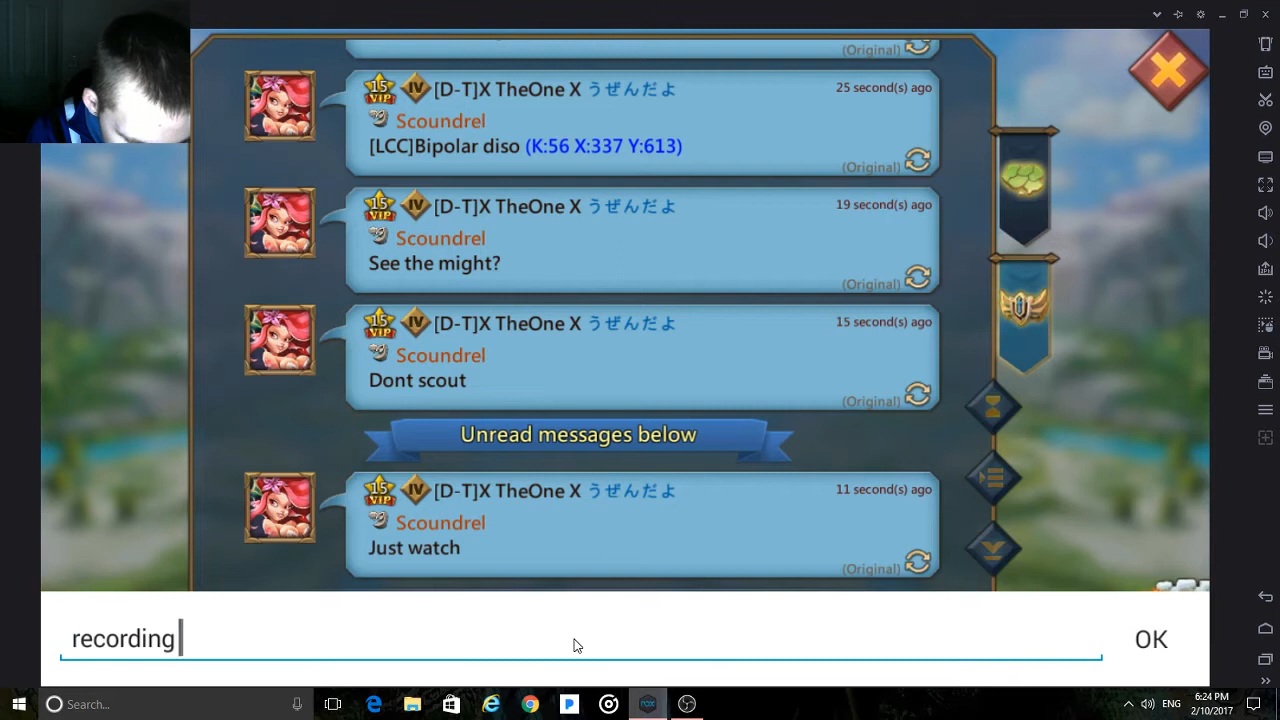 (Original)
15 VIP IV [D-T]X TheOne X うぜんだよ 25 second(s) ago
Scoundrel
[LCC]Bipolar diso (K:56 X:337 Y:613)
(Original)
15 VIP IV [D-T]X TheOne X うぜんだよ 19 second(s) ago
Scoundrel
See the might?
(Original)
15 VIP IV [D-T]X TheOne X うぜんだよ 15 second(s) ago
Scoundrel
Dont scout
(Original)
Unread messages below
15 VIP IV [D-T]X TheOne X うぜんだよ 11 second(s) ago
Scoundrel
Just watch
(Original)
recording
OK
Search...
nox
6:24 PM
2/10/2017